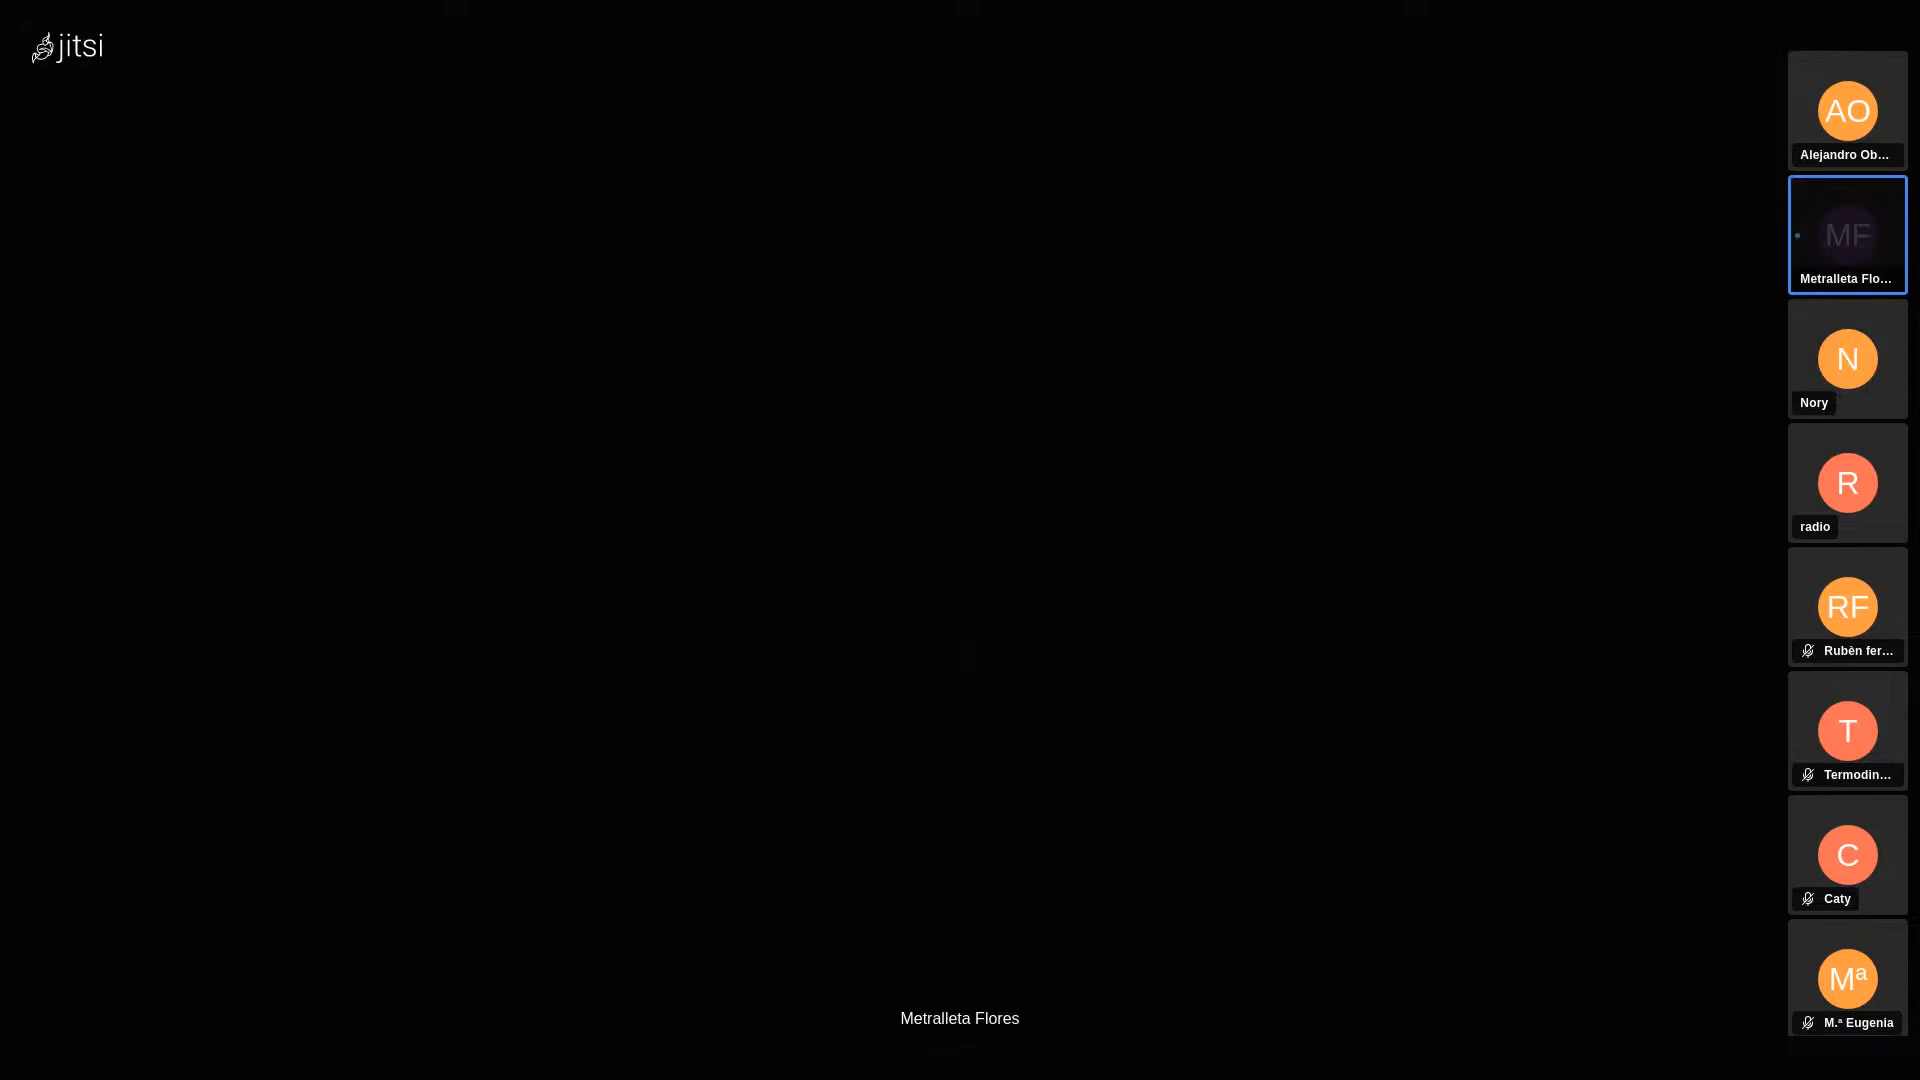 jitsi
AO
Alejandro Ob...
MF
Metralleta Flo...
N
Nory
R
radio
RF
Rubèn fer...
T
Termodin...
C
Caty
Mª
M.ª Eugenia
Metralleta Flores